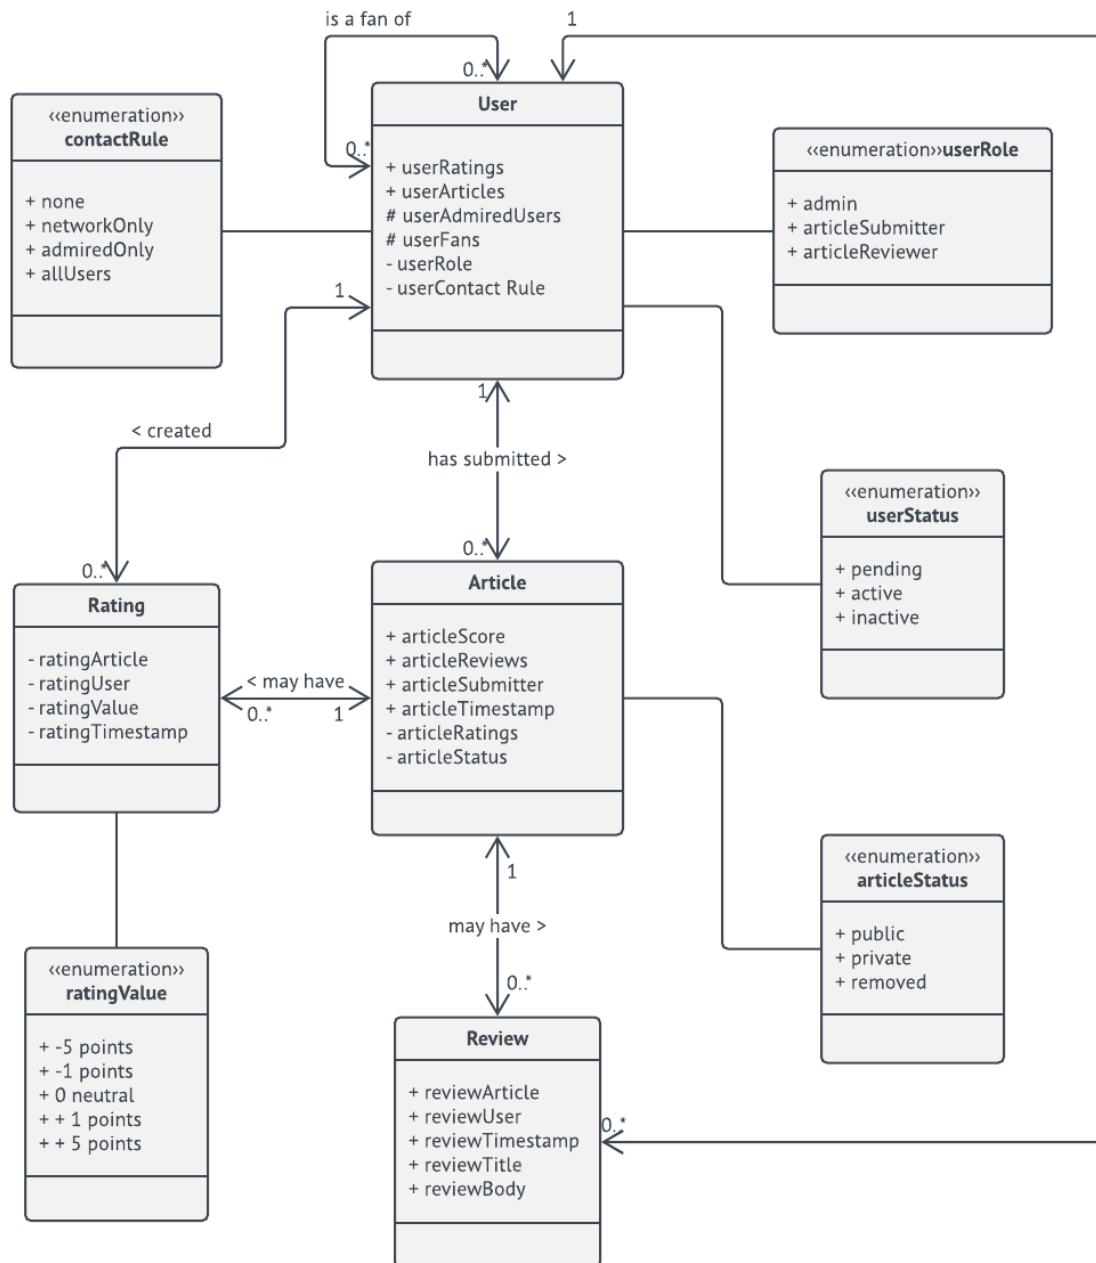 is a fan of
1
0..*
0..*
‹‹enumeration››
contactRule
+ none
+ networkOnly
+ admiredOnly
+ allUsers
User
+ userRatings
+ userArticles
# userAdmiredUsers
# userFans
- userRole
- userContact Rule
‹‹enumeration››userRole
+ admin
+ articleSubmitter
+ articleReviewer
1
< created
0..*
1
has submitted >
0..*
‹‹enumeration››
userStatus
+ pending
+ active
+ inactive
Rating
- ratingArticle
- ratingUser
- ratingValue
- ratingTimestamp
< may have
0..*
1
Article
+ articleScore
+ articleReviews
+ articleSubmitter
+ articleTimestamp
- articleRatings
- articleStatus
‹‹enumeration››
articleStatus
+ public
+ private
+ removed
1
may have >
0..*
‹‹enumeration››
ratingValue
+ -5 points
+ -1 points
+ 0 neutral
+ + 1 points
+ + 5 points
Review
+ reviewArticle
+ reviewUser
+ reviewTimestamp
+ reviewTitle
+ reviewBody
0..*